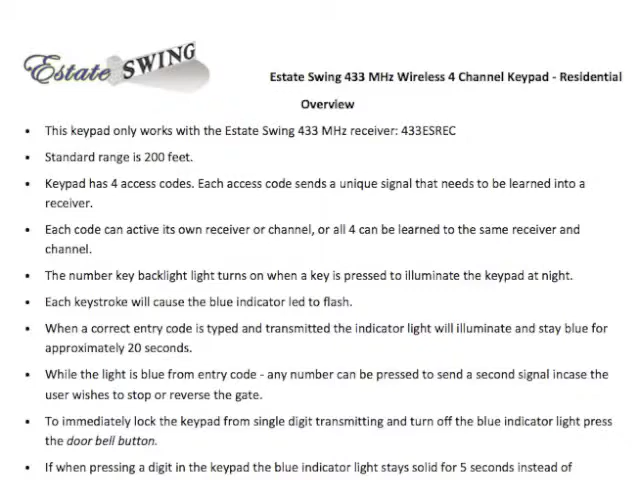 Estate SWING
Estate Swing 433 MHz Wireless 4 Channel Keypad - Residential
Overview
• This keypad only works with the Estate Swing 433 MHz receiver: 433ESREC
• Standard range is 200 feet.
• Keypad has 4 access codes. Each access code sends a unique signal that needs to be learned into a
receiver.
• Each code can active its own receiver or channel, or all 4 can be learned to the same receiver and
channel.
• The number key backlight light turns on when a key is pressed to illuminate the keypad at night.
• Each keystroke will cause the blue indicator led to flash.
• When a correct entry code is typed and transmitted the indicator light will illuminate and stay blue for
approximately 20 seconds.
• While the light is blue from entry code - any number can be pressed to send a second signal incase the
user wishes to stop or reverse the gate.
• To immediately lock the keypad from single digit transmitting and turn off the blue indicator light press
the door bell button.
• If when pressing a digit in the keypad the blue indicator light stays solid for 5 seconds instead of